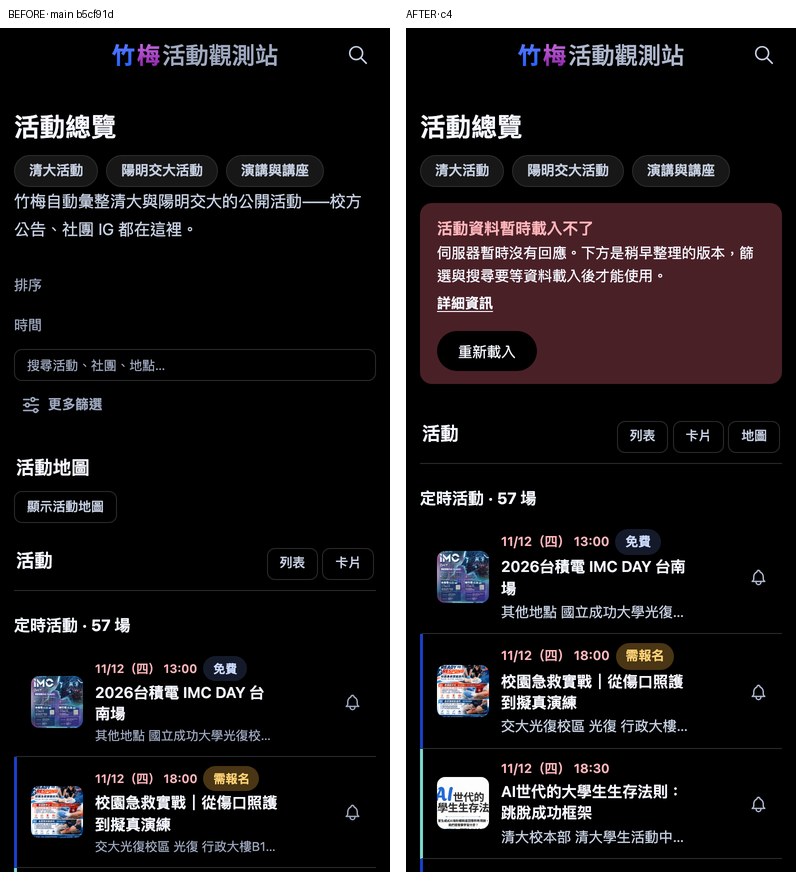 BEFORE · main b5cf91d
竹梅活動觀測站
活動總覽
清大活動
陽明交大活動
演講與講座
竹梅自動彙整清大與陽明交大的公開活動——校方
公告、社團 IG 都在這裡。
排序
時間
搜尋活動、社團、地點...
更多篩選
活動地圖
顯示活動地圖
活動
列表
卡片
定時活動 · 57 場
11/12（四） 13:00 免費
2026台積電 IMC DAY 台
南場
其他地點 國立成功大學光復校...
11/12（四） 18:00 需報名
校園急救實戰｜從傷口照護
到擬真演練
交大光復校區 光復 行政大樓B1...
AFTER · c4
竹梅活動觀測站
活動總覽
清大活動
陽明交大活動
演講與講座
活動資料暫時載入不了
伺服器暫時沒有回應。下方是稍早整理的版本，篩
選與搜尋要等資料載入後才能使用。
詳細資訊
重新載入
活動
列表
卡片
地圖
定時活動 · 57 場
11/12（四） 13:00 免費
2026台積電 IMC DAY 台南
場
其他地點 國立成功大學光復...
11/12（四） 18:00 需報名
校園急救實戰｜從傷口照護
到擬真演練
交大光復校區 光復 行政大樓...
11/12（四） 18:30
AI世代的大學生生存法則：
跳脫成功框架
清大校本部 清大學生活動中...